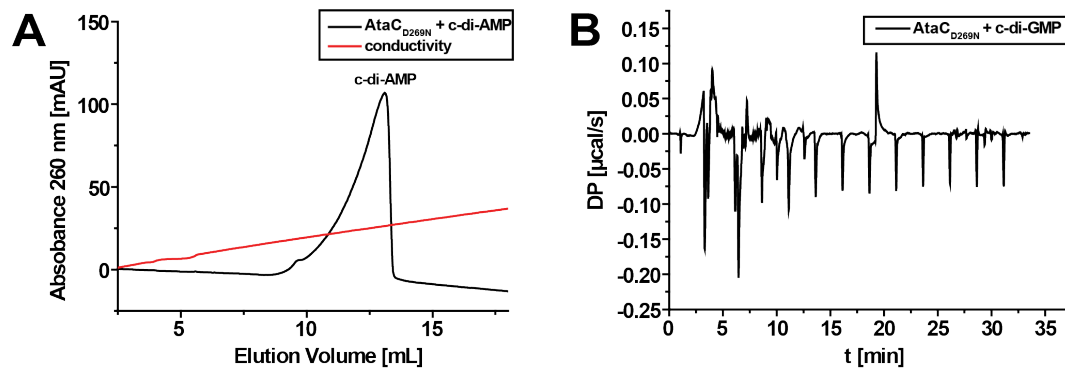 A
AtaC D269N + c-di-AMP
conductivity
c-di-AMP
150
100
50
0
Absobance 260 nm [mAU]
5 10 15
Elution Volume [mL]
B
AtaC D269N + c-di-GMP
0.15
0.10
0.05
0.00
-0.05
-0.10
-0.15
-0.20
-0.25
DP [µcal/s]
0 5 10 15 20 25 30 35
t [min]